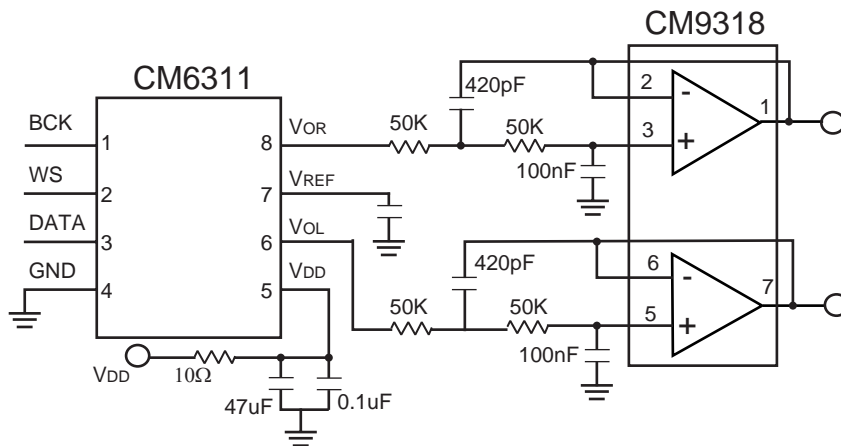 CM9318
CM6311
420pF
2
-
1
BCK
1
VOR
8
50K
50K
3
+
100nF
WS
2
VREF
7
DATA
3
VOL
6
420pF
6
-
7
GND
4
VDD
5
50K
50K
5
+
100nF
VDD
10Ω
47uF
0.1uF